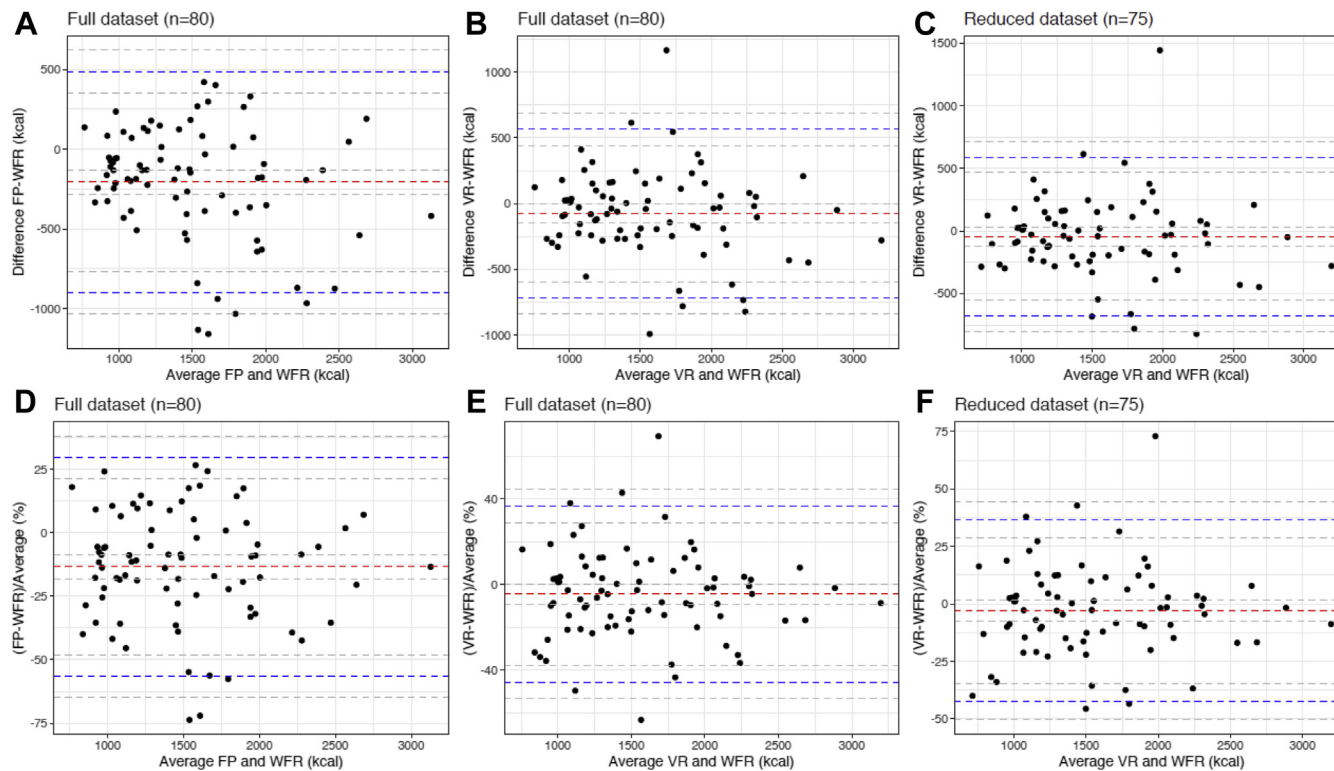 A Full dataset (n=80)
Difference FP-WFR (kcal)
500
0
-500
-1000
1000 1500 2000 2500 3000
Average FP and WFR (kcal)
B Full dataset (n=80)
Difference VR-WFR (kcal)
1000
500
0
-500
-1000
1000 1500 2000 2500 3000
Average VR and WFR (kcal)
C Reduced dataset (n=75)
Difference VR-WFR (kcal)
1500
1000
500
0
-500
1000 1500 2000 2500 3000
Average VR and WFR (kcal)
D Full dataset (n=80)
(FP-WFR)/Average (%)
25
0
-25
-50
-75
1000 1500 2000 2500 3000
Average FP and WFR (kcal)
E Full dataset (n=80)
(VR-WFR)/Average (%)
40
0
-40
1000 1500 2000 2500 3000
Average VR and WFR (kcal)
F Reduced dataset (n=75)
(VR-WFR)/Average (%)
75
50
25
0
-25
-50
1000 1500 2000 2500 3000
Average VR and WFR (kcal)